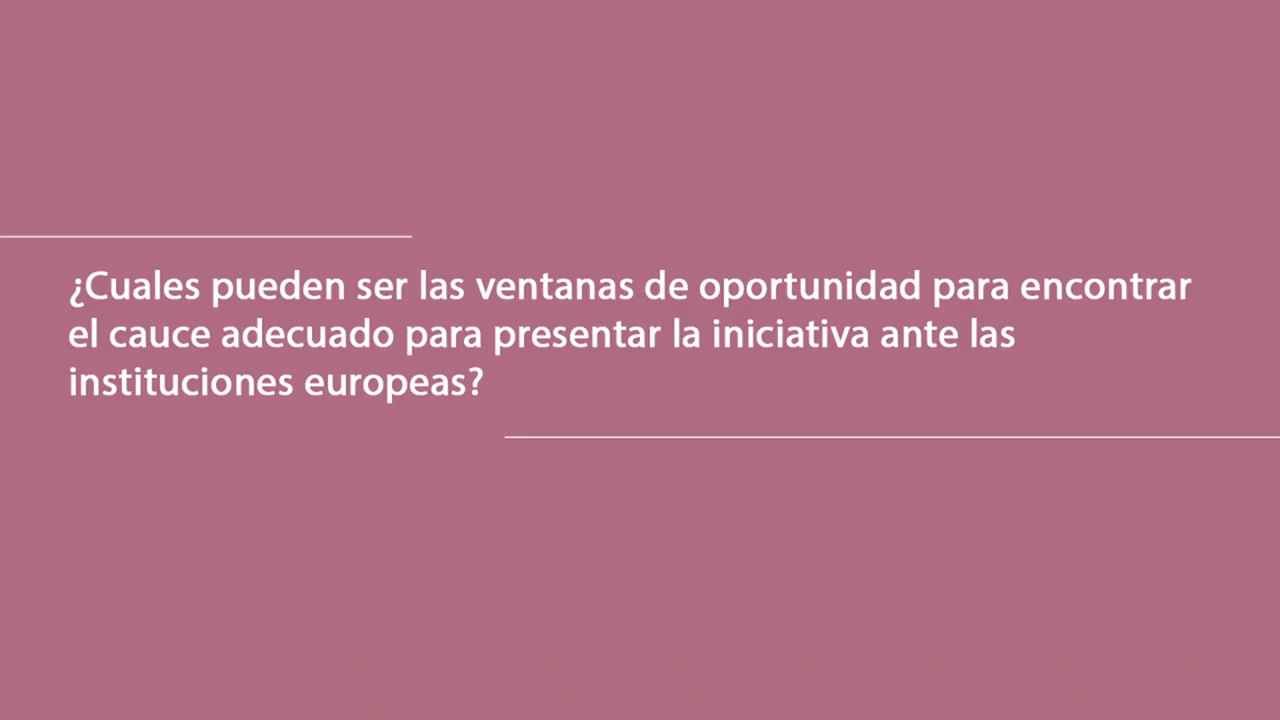 ¿Cuales pueden ser las ventanas de oportunidad para encontrar
el cauce adecuado para presentar la iniciativa ante las
instituciones europeas?